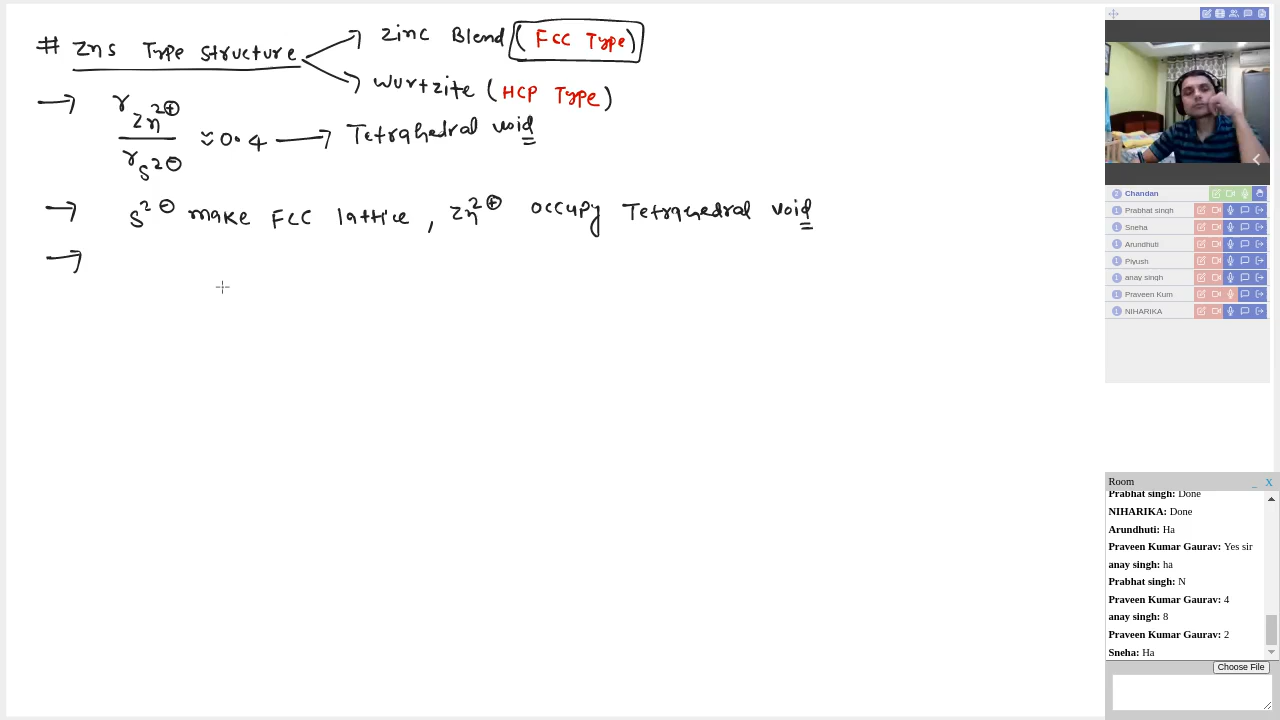 # Zns Type structure
zinc Blend (FCC Type)
wurtzite (HCP Type)
→ r Zn2⊕ / r S2⊖ ≈ 0.4 → Tetrahedral void
→ S2⊖ make FCC lattice, Zn2⊕ occupy Tetrahedral void
→
Chandan
Prabhat singh
Sneha
Arundhuti
Piyush
anay singh
Praveen Kum
NIHARIKA
Room _ X
Prabhat singh: Done
NIHARIKA: Done
Arundhuti: Ha
Praveen Kumar Gaurav: Yes sir
anay singh: ha
Prabhat singh: N
Praveen Kumar Gaurav: 4
anay singh: 8
Praveen Kumar Gaurav: 2
Sneha: Ha
Choose File